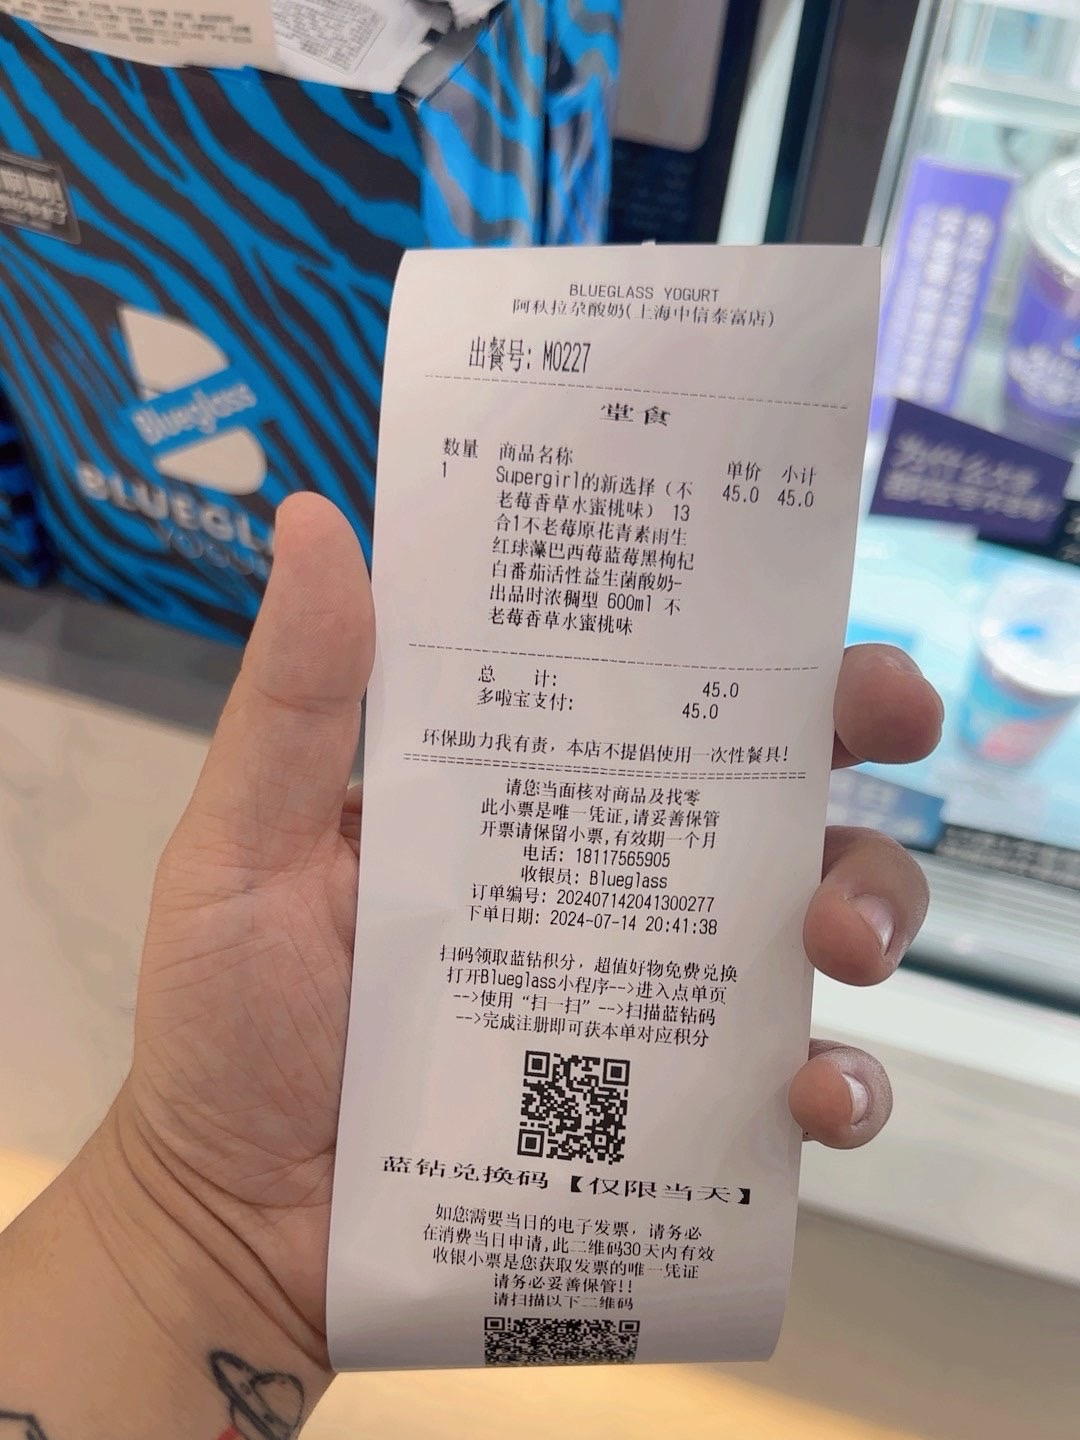 BLUEGLASS YOGURT
阿秋拉尕酸奶(上海中信泰富店)
出餐号: M0227
堂食
数量 商品名称 单价 小计
1 Supergirl的新选择（不 45.0 45.0
老莓香草水蜜桃味） 13
合1不老莓原花青素雨生
红球藻巴西莓蓝莓黑枸杞
白番茄活性益生菌酸奶-
出品时浓稠型 600ml 不
老莓香草水蜜桃味
总 计: 45.0
多啦宝支付: 45.0
环保助力我有责，本店不提倡使用一次性餐具!
请您当面核对商品及找零
此小票是唯一凭证,请妥善保管
开票请保留小票,有效期一个月
电话: 18117565905
收银员: Blueglass
订单编号: 202407142041300277
下单日期: 2024-07-14 20:41:38
扫码领取蓝钻积分，超值好物免费兑换
打开Blueglass小程序-->进入点单页
-->使用“扫一扫”-->扫描蓝钻码
-->完成注册即可获本单对应积分
蓝钻兑换码【仅限当天】
如您需要当日的电子发票，请务必
在消费当日申请,此二维码30天内有效
收银小票是您获取发票的唯一凭证
请务必妥善保管!!
请扫描以下二维码
Blueglass
BLUEGL